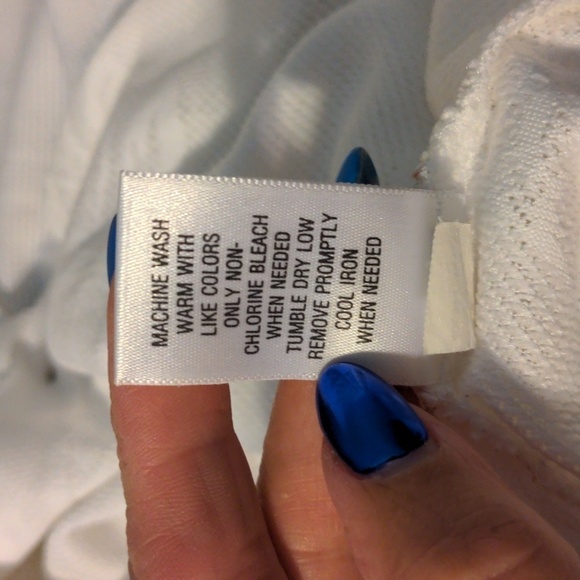 MACHINE WASH
WARM WITH
LIKE COLORS
ONLY NON-
CHLORINE BLEACH
WHEN NEEDED
TUMBLE DRY LOW
REMOVE PROMPTLY
COOL IRON
WHEN NEEDED